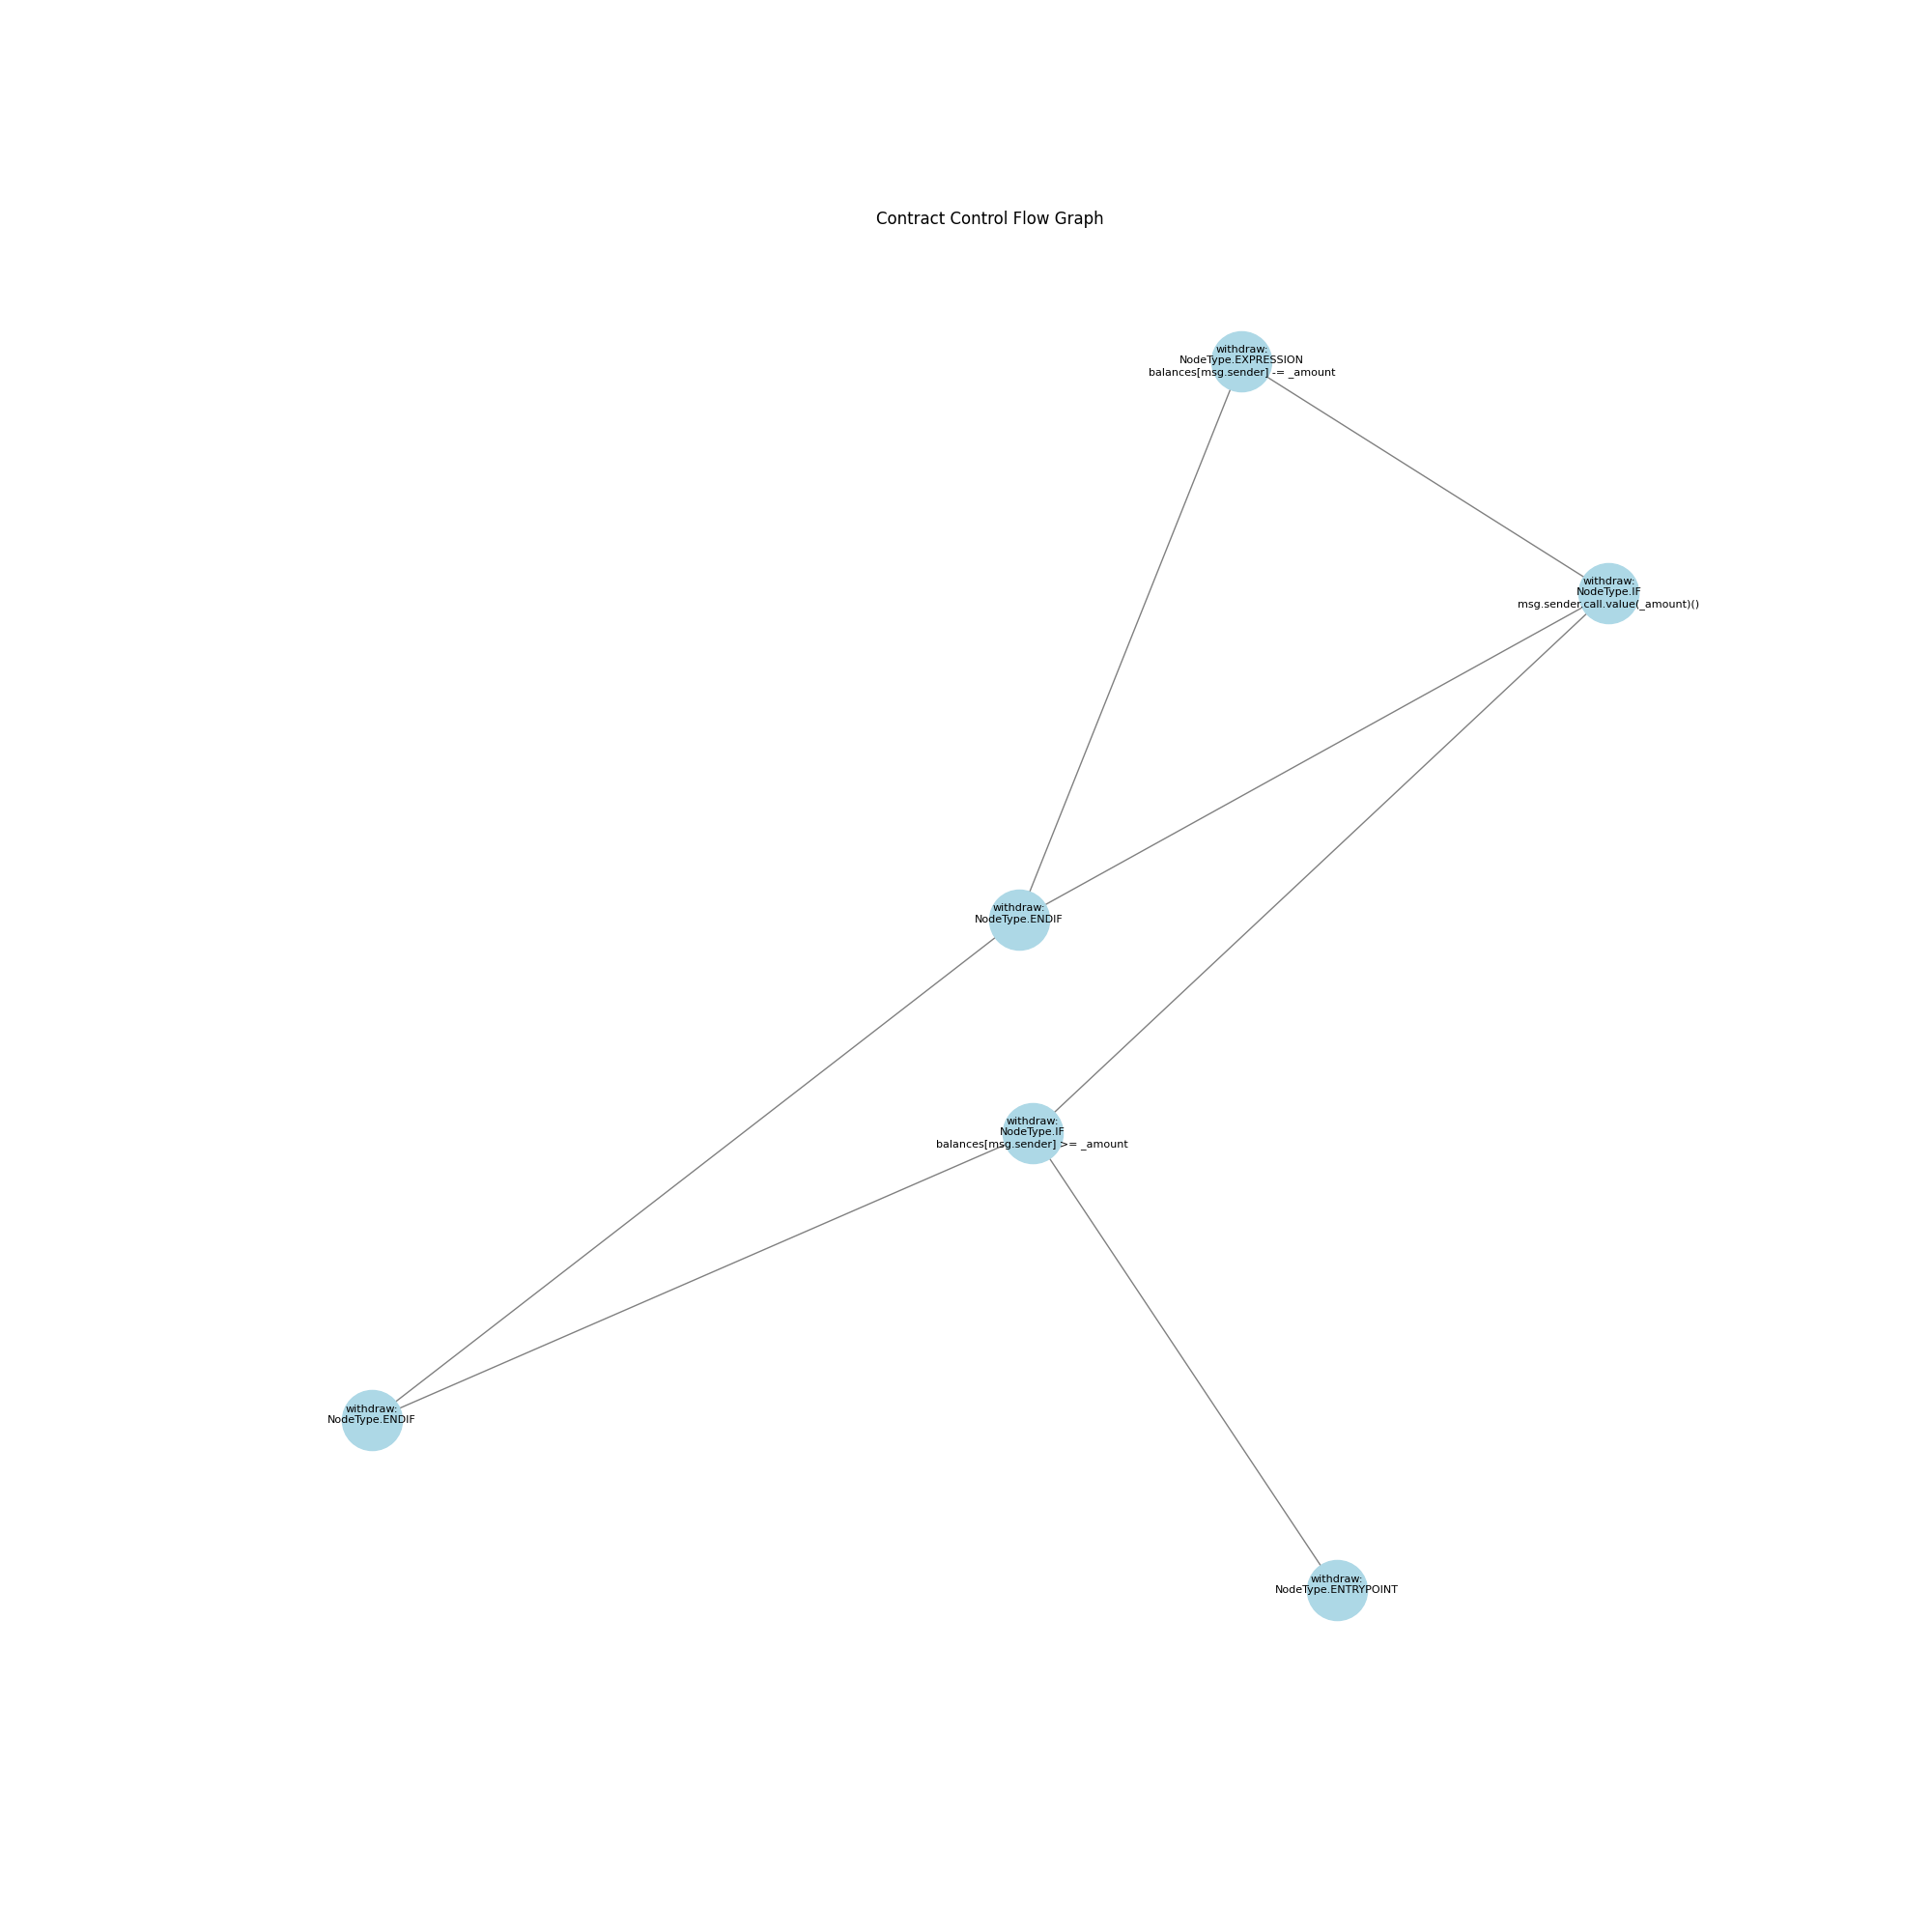 Contract Control Flow Graph
withdraw:
NodeType.EXPRESSION
balances[msg.sender] -= _amount
withdraw:
NodeType.IF
msg.sender.call.value(_amount)()
withdraw:
NodeType.ENDIF
withdraw:
NodeType.IF
balances[msg.sender] >= _amount
withdraw:
NodeType.ENDIF
withdraw:
NodeType.ENTRYPOINT